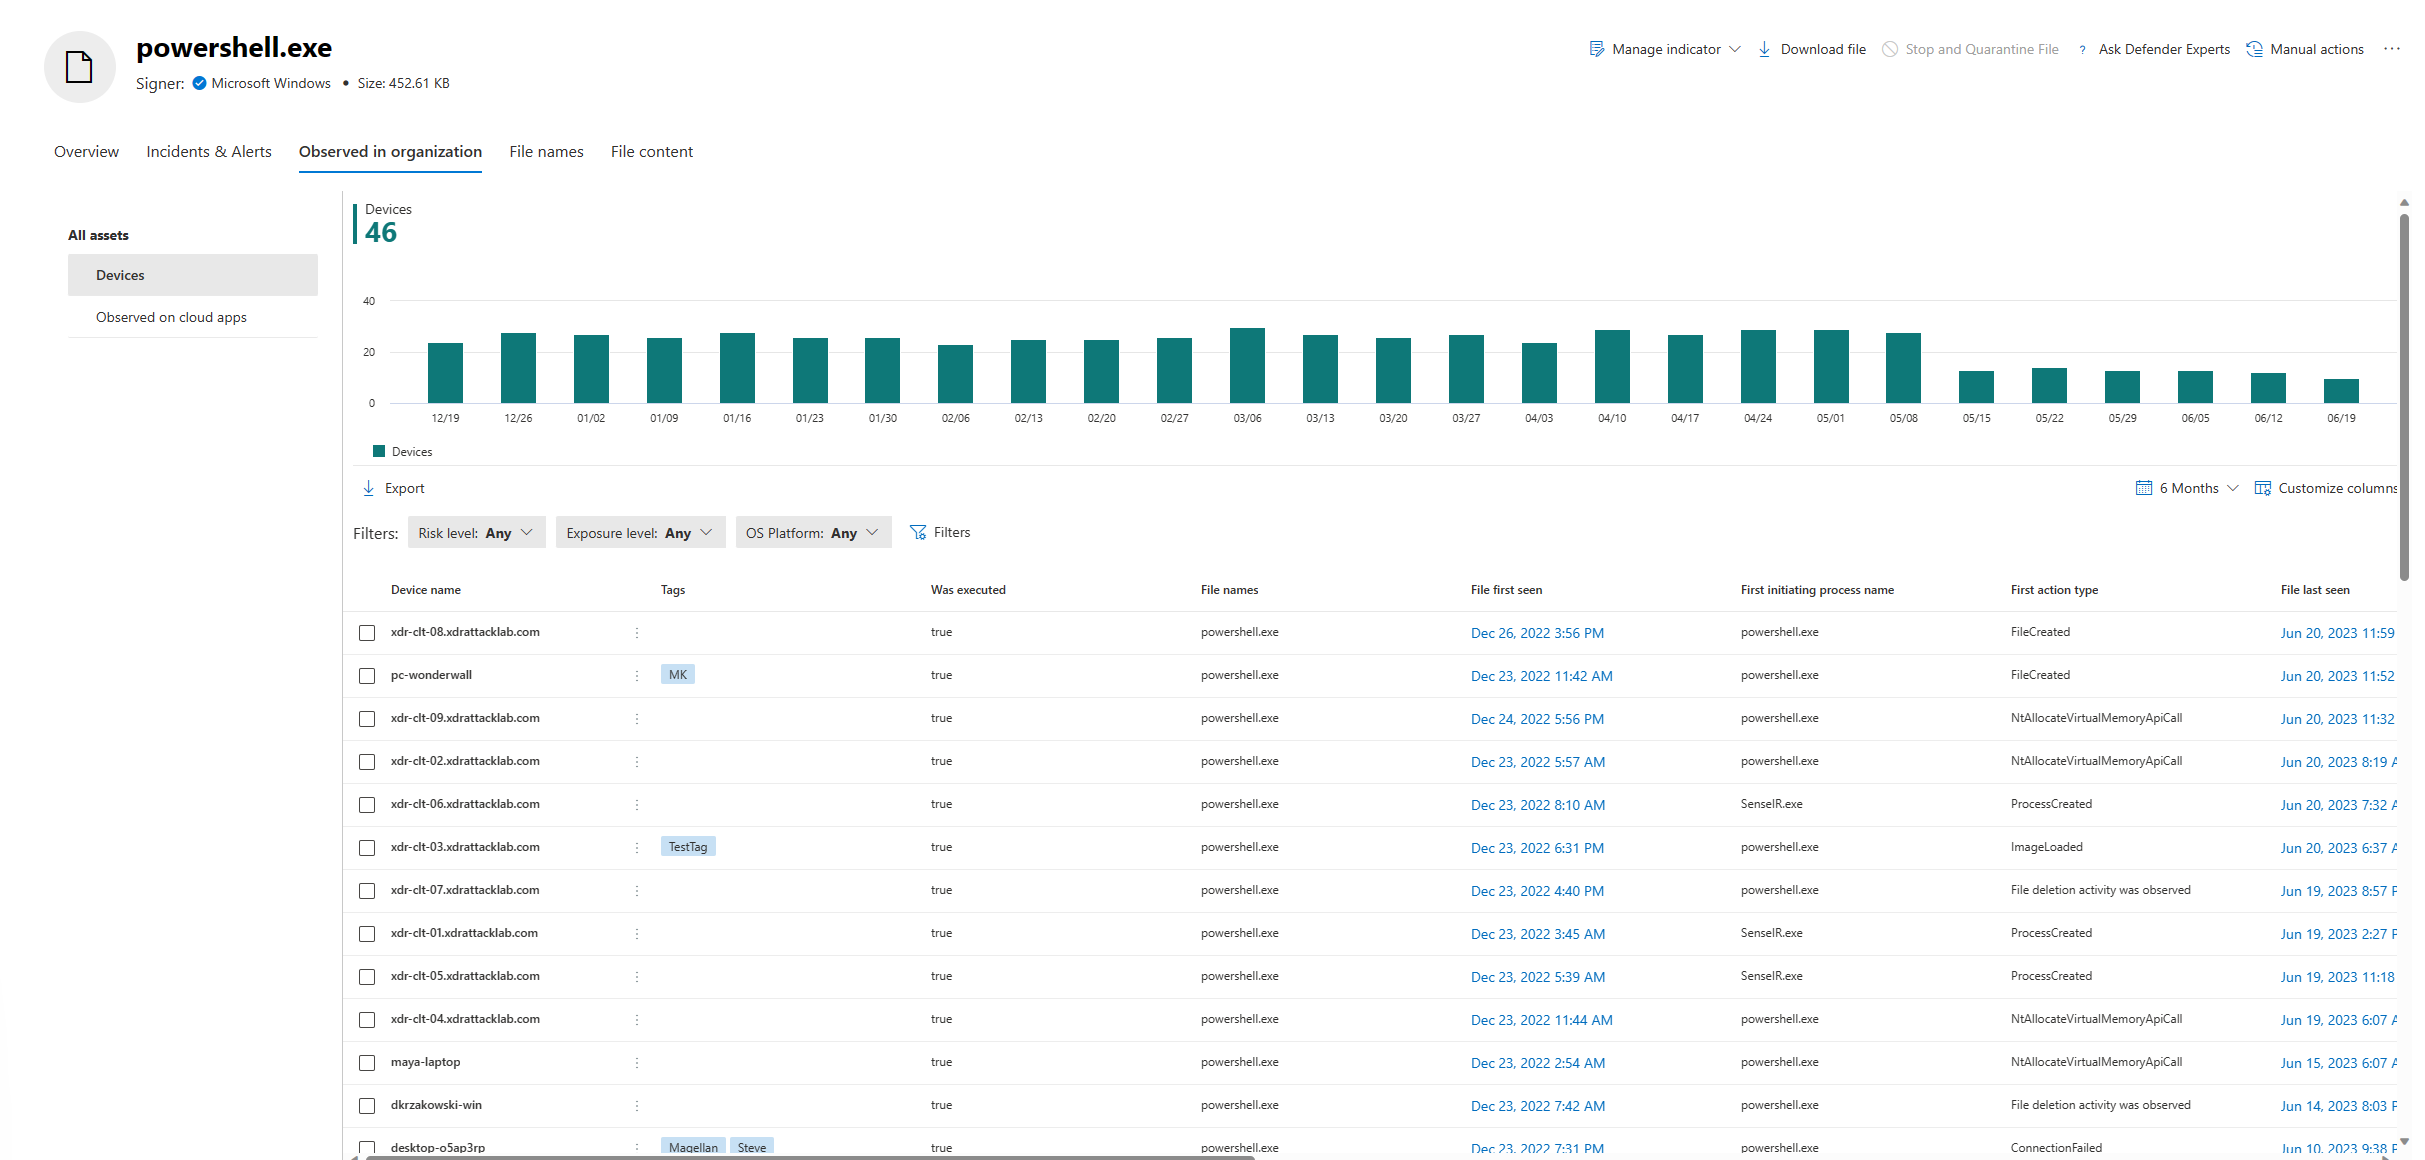 powershell.exe
Signer: Microsoft Windows • Size: 452.61 KB
Manage indicator Download file Stop and Quarantine File ? Ask Defender Experts Manual actions ...
Overview Incidents & Alerts Observed in organization File names File content
All assets
Devices
Observed on cloud apps
Devices
46
40
20
0
12/19 12/26 01/02 01/09 01/16 01/23 01/30 02/06 02/13 02/20 02/27 03/06 03/13 03/20 03/27 04/03 04/10 04/17 04/24 05/01 05/08 05/15 05/22 05/29 06/05 06/12 06/19
Devices
Export 6 Months Customize columns
Filters: Risk level: Any Exposure level: Any OS Platform: Any Filters
Device name Tags Was executed File names File first seen First initiating process name First action type File last seen
xdr-clt-08.xdrattacklab.com true powershell.exe Dec 26, 2022 3:56 PM powershell.exe FileCreated Jun 20, 2023 11:59
pc-wonderwall MK true powershell.exe Dec 23, 2022 11:42 AM powershell.exe FileCreated Jun 20, 2023 11:52
xdr-clt-09.xdrattacklab.com true powershell.exe Dec 24, 2022 5:56 PM powershell.exe NtAllocateVirtualMemoryApiCall Jun 20, 2023 11:32
xdr-clt-02.xdrattacklab.com true powershell.exe Dec 23, 2022 5:57 AM powershell.exe NtAllocateVirtualMemoryApiCall Jun 20, 2023 8:19
xdr-clt-06.xdrattacklab.com true powershell.exe Dec 23, 2022 8:10 AM SenseIR.exe ProcessCreated Jun 20, 2023 7:32
xdr-clt-03.xdrattacklab.com TestTag true powershell.exe Dec 23, 2022 6:31 PM powershell.exe ImageLoaded Jun 20, 2023 6:37
xdr-clt-07.xdrattacklab.com true powershell.exe Dec 23, 2022 4:40 PM powershell.exe File deletion activity was observed Jun 19, 2023 8:57
xdr-clt-01.xdrattacklab.com true powershell.exe Dec 23, 2022 3:45 AM SenseIR.exe ProcessCreated Jun 19, 2023 2:27
xdr-clt-05.xdrattacklab.com true powershell.exe Dec 23, 2022 5:39 AM SenseIR.exe ProcessCreated Jun 19, 2023 11:18
xdr-clt-04.xdrattacklab.com true powershell.exe Dec 23, 2022 11:44 AM powershell.exe NtAllocateVirtualMemoryApiCall Jun 19, 2023 6:07
maya-laptop true powershell.exe Dec 23, 2022 2:54 AM powershell.exe NtAllocateVirtualMemoryApiCall Jun 15, 2023 6:07
dkrzakowski-win true powershell.exe Dec 23, 2022 7:42 AM powershell.exe File deletion activity was observed Jun 14, 2023 8:03
desktop-o5ap3rp Magellan Steve true powershell.exe Dec 23, 2022 7:31 PM powershell.exe ConnectionFailed Jun 10, 2023 9:38